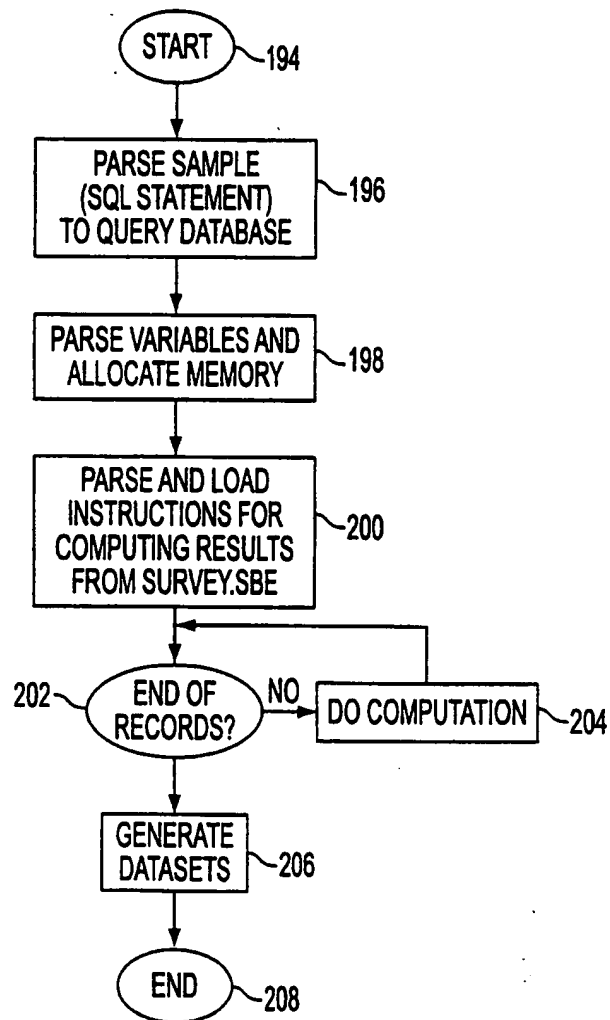 START
194
PARSE SAMPLE
(SQL STATEMENT)
TO QUERY DATABASE
196
PARSE VARIABLES AND
ALLOCATE MEMORY
198
PARSE AND LOAD
INSTRUCTIONS FOR
COMPUTING RESULTS
FROM SURVEY.SBE
200
202
END OF
RECORDS?
NO
DO COMPUTATION
204
GENERATE
DATASETS
206
END
208